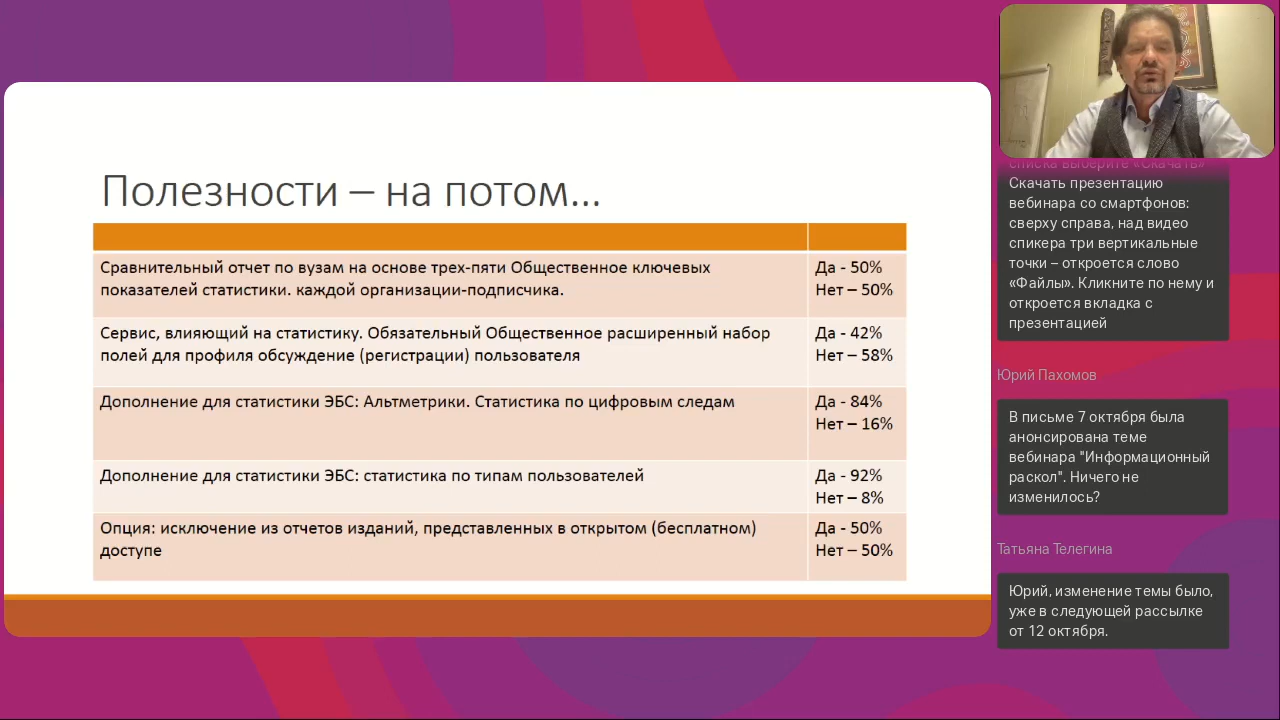 Полезности – на потом...
Сравнительный отчет по вузам на основе трех-пяти Общественное ключевых
показателей статистики. каждой организации-подписчика.
Да - 50%
Нет – 50%
Сервис, влияющий на статистику. Обязательный Общественное расширенный набор
полей для профиля обсуждение (регистрации) пользователя
Да - 42%
Нет – 58%
Дополнение для статистики ЭБС: Альтметрики. Статистика по цифровым следам
Да - 84%
Нет – 16%
Дополнение для статистики ЭБС: статистика по типам пользователей
Да - 92%
Нет – 8%
Опция: исключение из отчетов изданий, представленных в открытом (бесплатном)
доступе
Да - 50%
Нет – 50%
списка выберите «Скачать»
Скачать презентацию
вебинара со смартфонов:
сверху справа, над видео
спикера три вертикальные
точки – откроется слово
«Файлы». Кликните по нему и
откроется вкладка с
презентацией
Юрий Пахомов
В письме 7 октября была
анонсирована теме
вебинара "Информационный
раскол". Ничего не
изменилось?
Татьяна Телегина
Юрий, изменение темы было,
уже в следующей рассылке
от 12 октября.